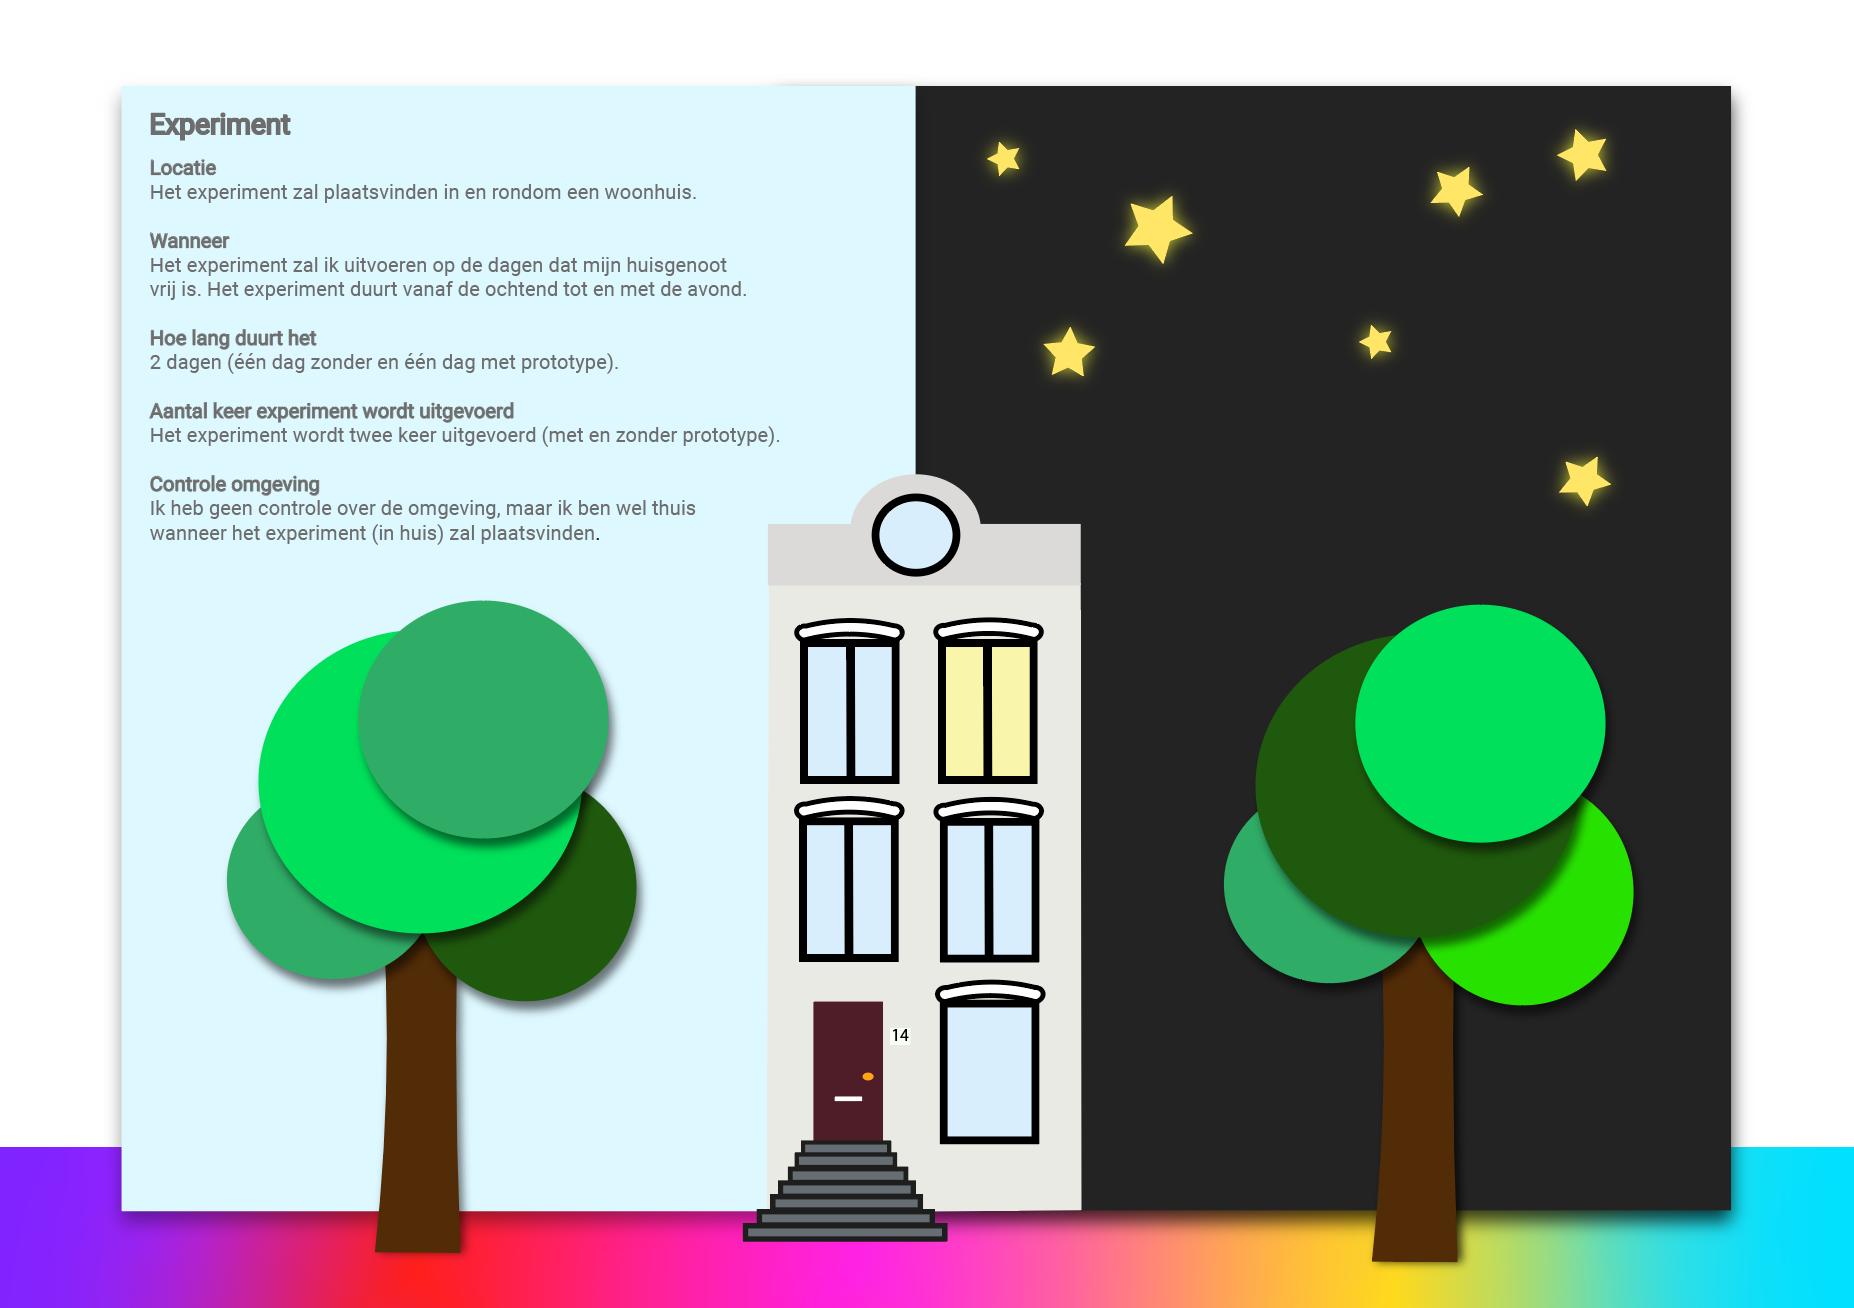 Experiment
Locatie
Het experiment zal plaatsvinden in en rondom een woonhuis.
Wanneer
Het experiment zal ik uitvoeren op de dagen dat mijn huisgenoot
vrij is. Het experiment duurt vanaf de ochtend tot en met de avond.
Hoe lang duurt het
2 dagen (één dag zonder en één dag met prototype).
Aantal keer experiment wordt uitgevoerd
Het experiment wordt twee keer uitgevoerd (met en zonder prototype).
Controle omgeving
Ik heb geen controle over de omgeving, maar ik ben wel thuis
wanneer het experiment (in huis) zal plaatsvinden.
14